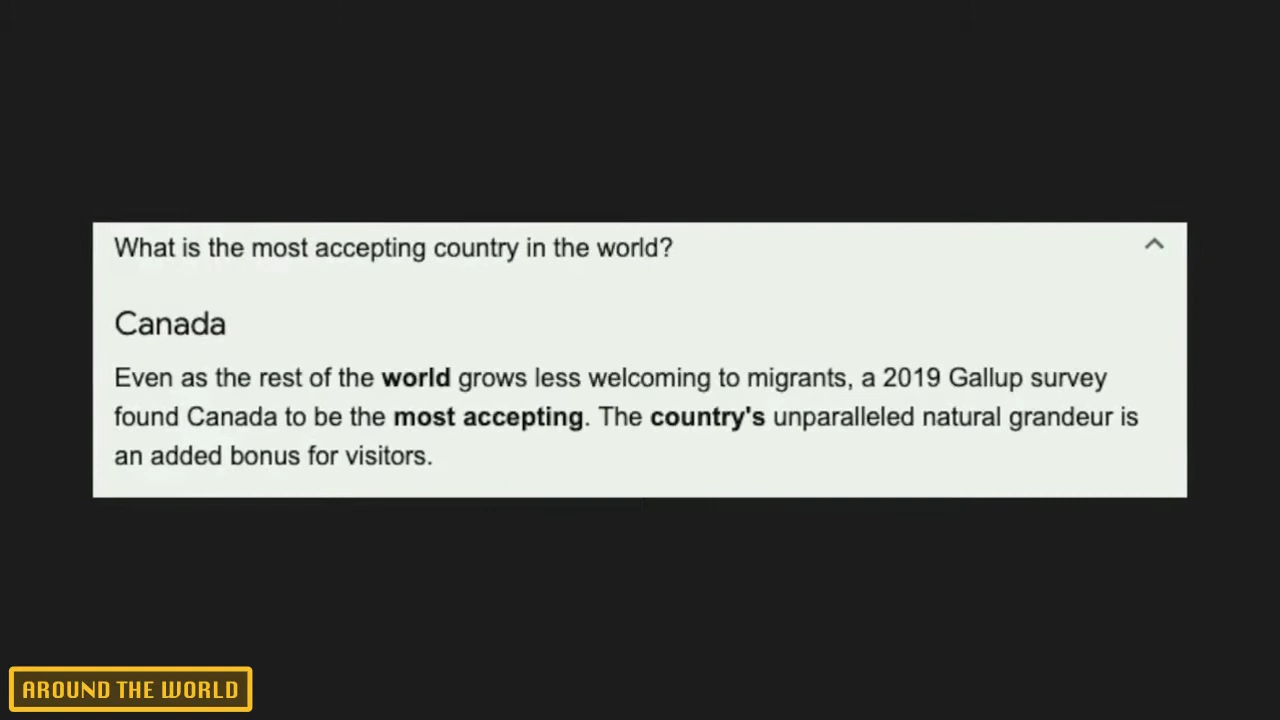 What is the most accepting country in the world?
Canada
Even as the rest of the world grows less welcoming to migrants, a 2019 Gallup survey
found Canada to be the most accepting. The country's unparalleled natural grandeur is
an added bonus for visitors.
AROUND THE WORLD